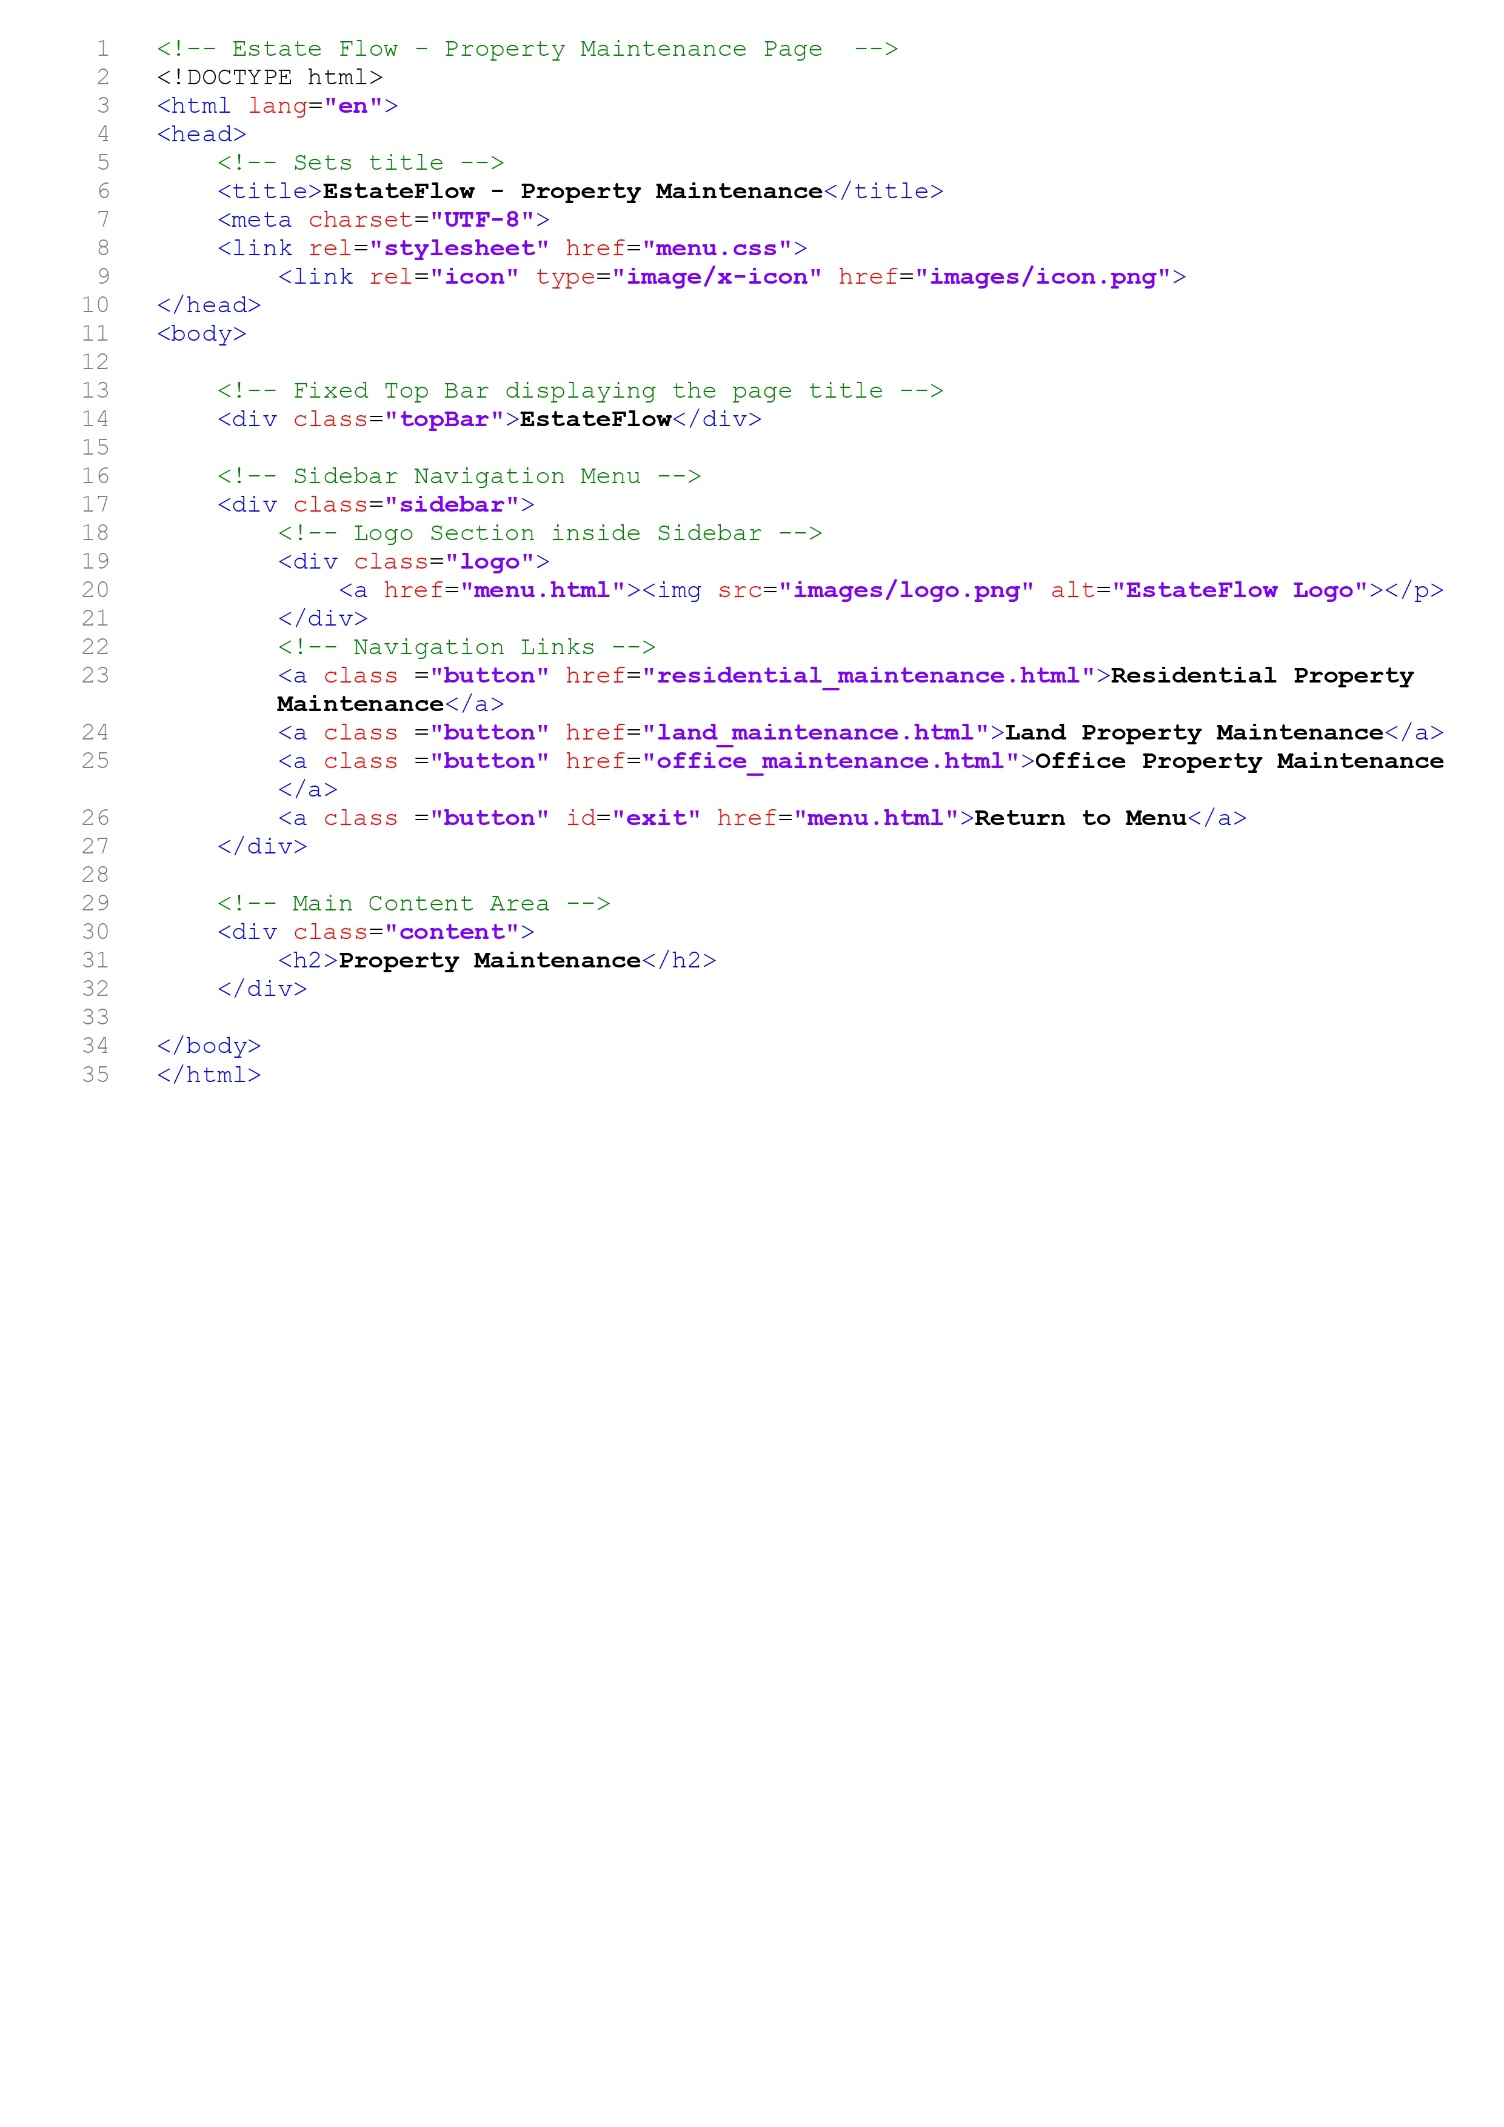 1 <!-- Estate Flow - Property Maintenance Page  -->
2 <!DOCTYPE html>
3 <html lang="en">
4 <head>
5     <!-- Sets title -->
6     <title>EstateFlow - Property Maintenance</title>
7     <meta charset="UTF-8">
8     <link rel="stylesheet" href="menu.css">
9         <link rel="icon" type="image/x-icon" href="images/icon.png">
10 </head>
11 <body>
12
13     <!-- Fixed Top Bar displaying the page title -->
14     <div class="topBar">EstateFlow</div>
15
16     <!-- Sidebar Navigation Menu -->
17     <div class="sidebar">
18         <!-- Logo Section inside Sidebar -->
19         <div class="logo">
20             <a href="menu.html"><img src="images/logo.png" alt="EstateFlow Logo"></p>
21         </div>
22         <!-- Navigation Links -->
23         <a class ="button" href="residential_maintenance.html">Residential Property
        Maintenance</a>
24         <a class ="button" href="land_maintenance.html">Land Property Maintenance</a>
25         <a class ="button" href="office_maintenance.html">Office Property Maintenance
        </a>
26         <a class ="button" id="exit" href="menu.html">Return to Menu</a>
27     </div>
28
29     <!-- Main Content Area -->
30     <div class="content">
31         <h2>Property Maintenance</h2>
32     </div>
33
34 </body>
35 </html>